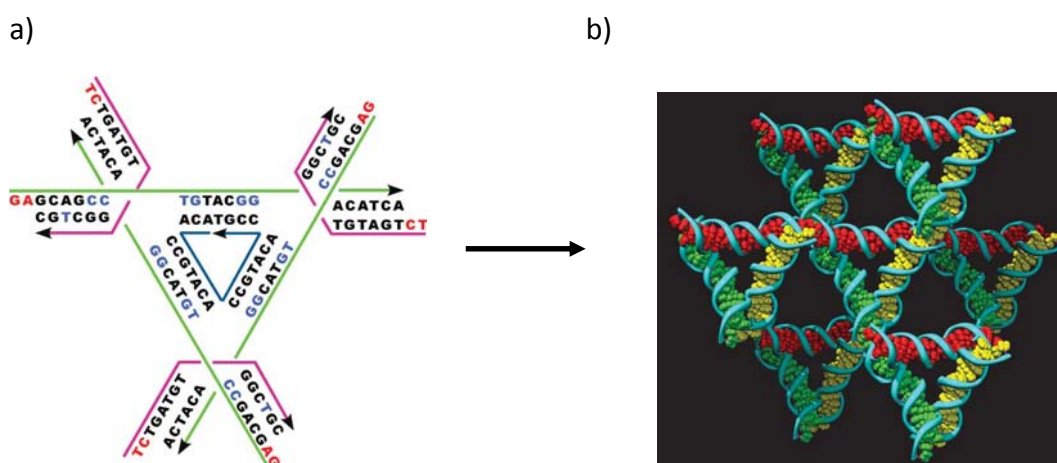 a)
b)
TCTGATGT
ACTACA
GGCTGC
CCGACGAG
GAGCAGCC
CGTCGG
TGTACGG
ACATGCC
ACATCA
TGTAGTCT
CCGTACA
GGCATGT
CCGTACA
GGCATGT
TCTGATGT
ACTACA
GGCTGC
CCGACGAG